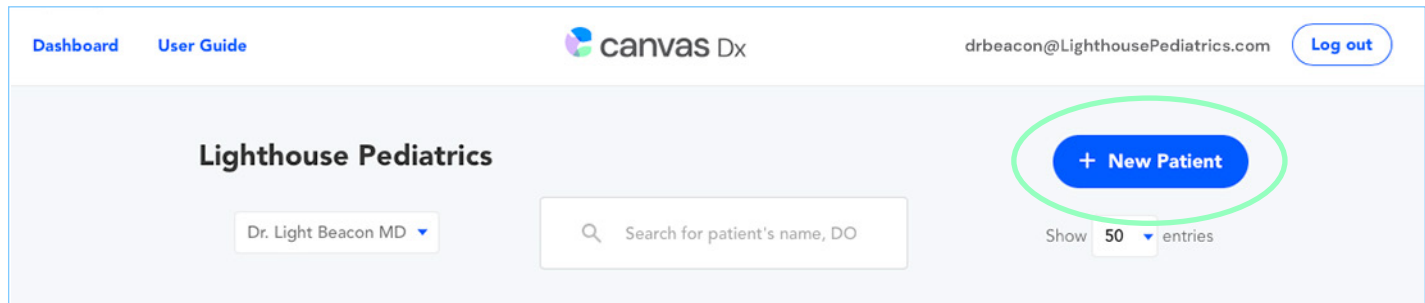 Dashboard User Guide canvas Dx drbeacon@LighthousePediatrics.com Log out
Lighthouse Pediatrics + New Patient
Dr. Light Beacon MD Search for patient's name, DO Show 50 entries